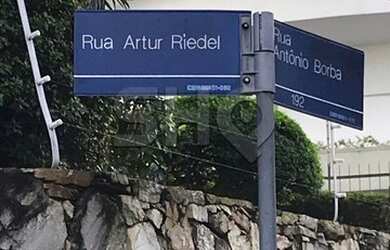 Rua Artur Riedel
Rua
Antônio Borba
192